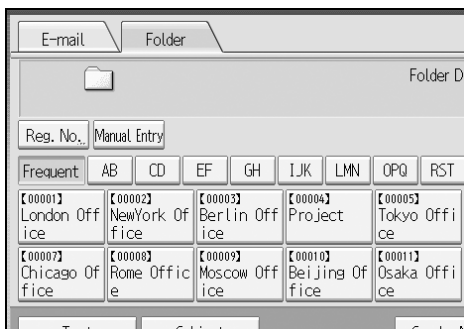 E-mail Folder
Folder D
Reg. No. Manual Entry
Frequent AB CD EF GH IJK LMN OPQ RST
【00001】 【00002】 【00003】 【00004】 【00005】
London Off NewYork Of Berlin Off Project Tokyo Offi
ice ffice ice ce
【00007】 【00008】 【00009】 【00010】 【00011】
Chicago Of Rome Offic Moscow Off Beijing Of Osaka Offi
fice e ice fice ce